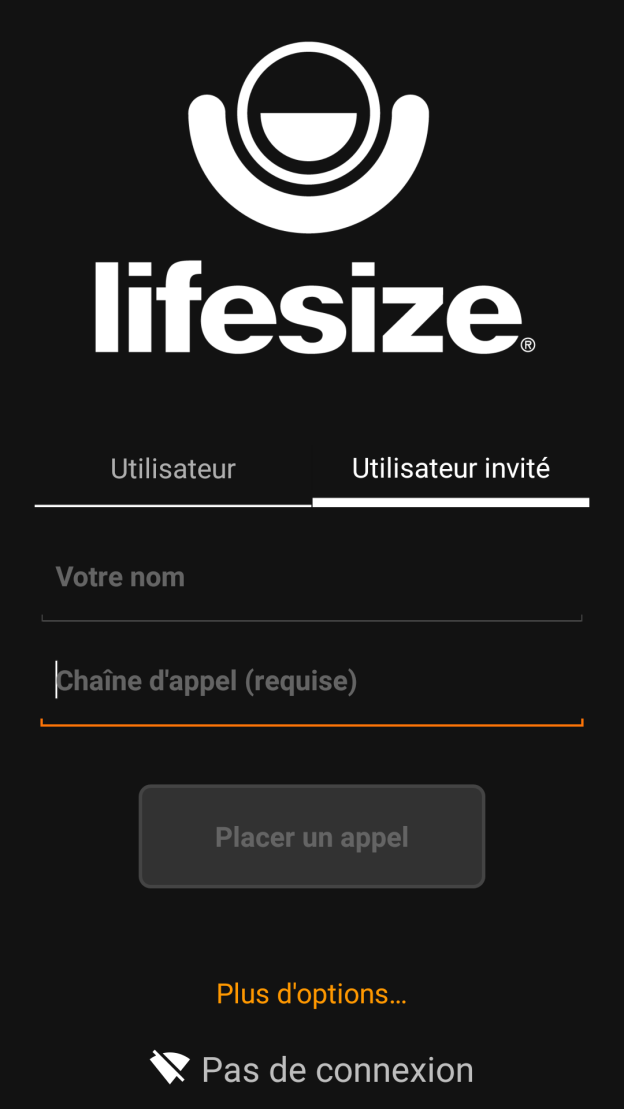 lifesize®
Utilisateur
Utilisateur invité
Votre nom
Chaîne d'appel (requise)
Placer un appel
Plus d'options...
Pas de connexion